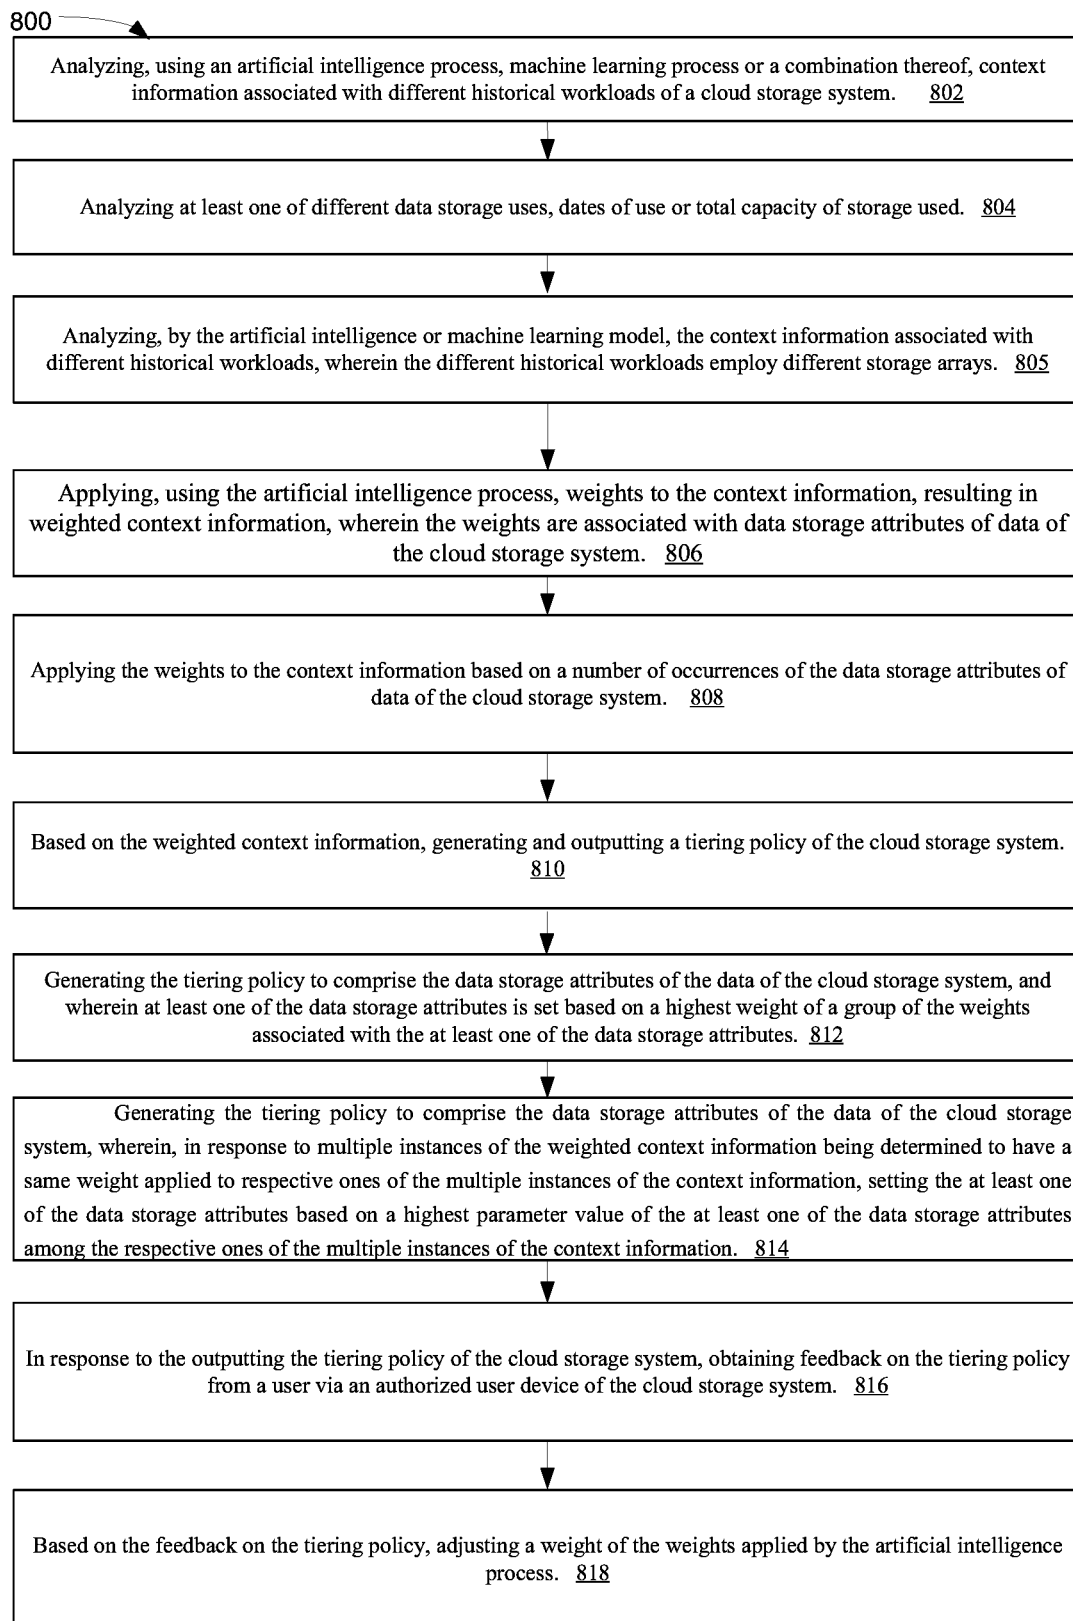 800
Analyzing, using an artificial intelligence process, machine learning process or a combination thereof, context
information associated with different historical workloads of a cloud storage system. 802
Analyzing at least one of different data storage uses, dates of use or total capacity of storage used. 804
Analyzing, by the artificial intelligence or machine learning model, the context information associated with
different historical workloads, wherein the different historical workloads employ different storage arrays. 805
Applying, using the artificial intelligence process, weights to the context information, resulting in
weighted context information, wherein the weights are associated with data storage attributes of data of
the cloud storage system. 806
Applying the weights to the context information based on a number of occurrences of the data storage attributes of
data of the cloud storage system. 808
Based on the weighted context information, generating and outputting a tiering policy of the cloud storage system.
810
Generating the tiering policy to comprise the data storage attributes of the data of the cloud storage system, and
wherein at least one of the data storage attributes is set based on a highest weight of a group of the weights
associated with the at least one of the data storage attributes. 812
Generating the tiering policy to comprise the data storage attributes of the data of the cloud storage
system, wherein, in response to multiple instances of the weighted context information being determined to have a
same weight applied to respective ones of the multiple instances of the context information, setting the at least one
of the data storage attributes based on a highest parameter value of the at least one of the data storage attributes
among the respective ones of the multiple instances of the context information. 814
In response to the outputting the tiering policy of the cloud storage system, obtaining feedback on the tiering policy
from a user via an authorized user device of the cloud storage system. 816
Based on the feedback on the tiering policy, adjusting a weight of the weights applied by the artificial intelligence
process. 818